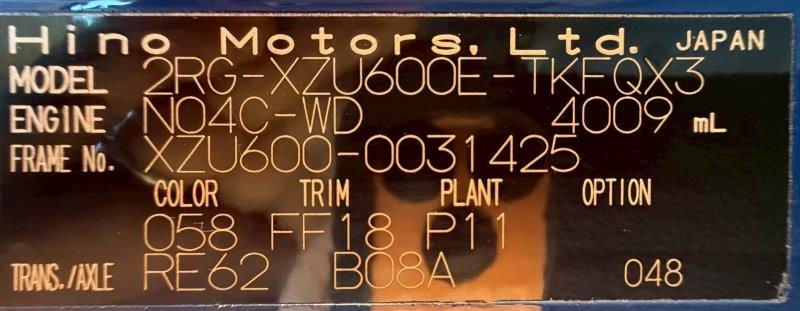 Hino Motors, Ltd. JAPAN
MODEL 2RG-XZU600E-TKFQX3
ENGINE N04C-WD 4009 mL
FRAME No. XZU600-0031425
COLOR TRIM PLANT OPTION
058 FF18 P11
TRANS./AXLE RE62 B08A 048